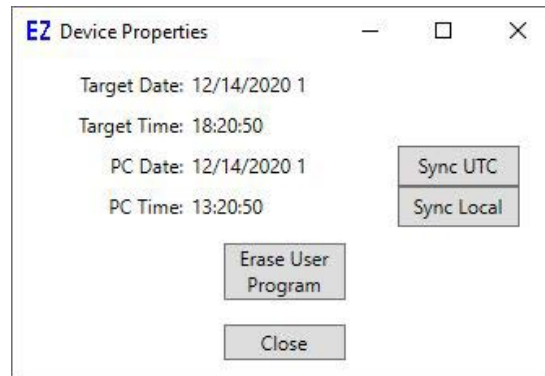 EZ Device Properties
Target Date: 12/14/2020 1
Target Time: 18:20:50
PC Date: 12/14/2020 1
Sync UTC
PC Time: 13:20:50
Sync Local
Erase User
Program
Close